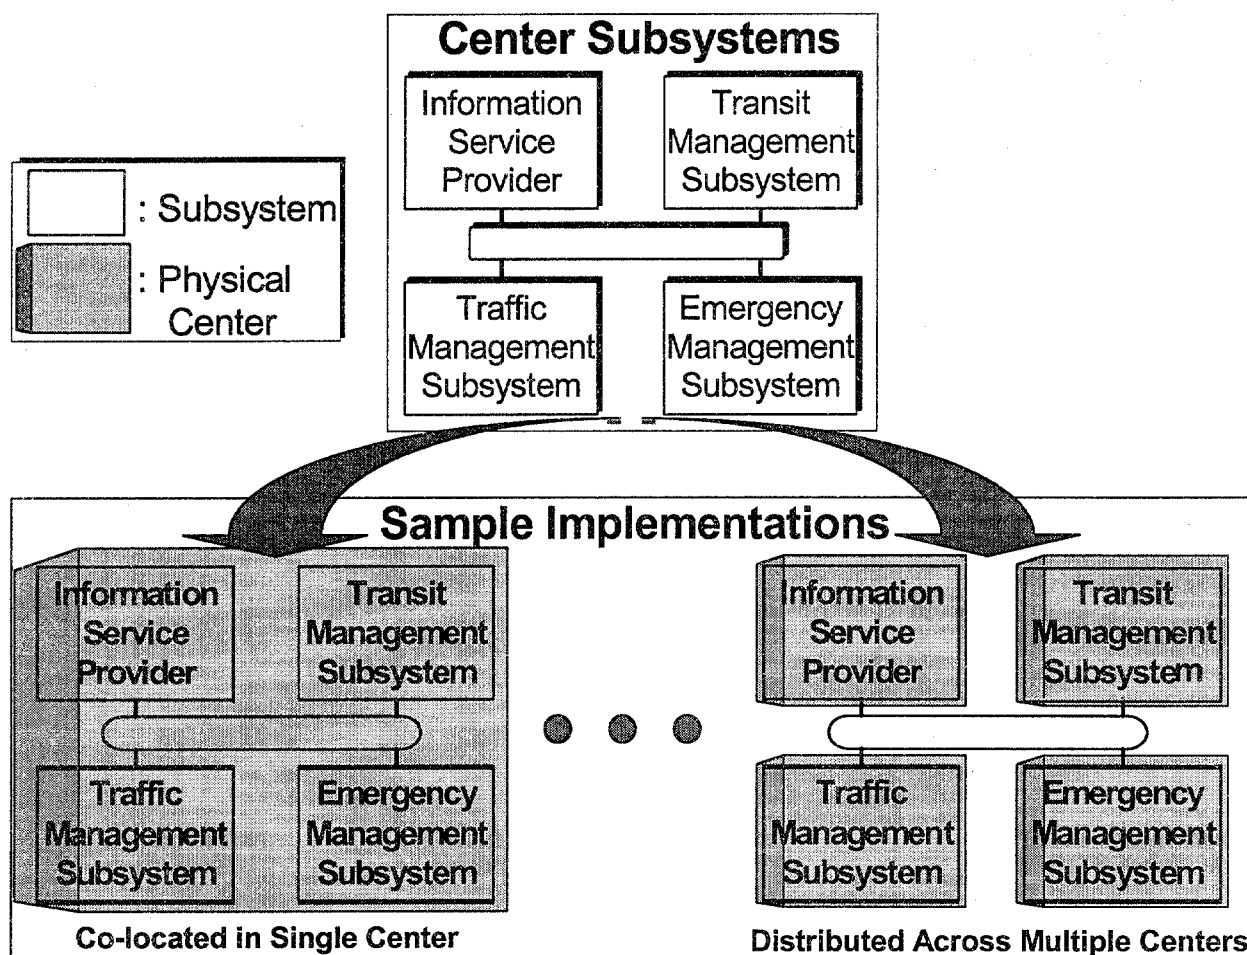 Center Subsystems
Information
Service
Provider
Transit
Management
Subsystem
: Subsystem
: Physical
Center
Traffic
Management
Subsystem
Emergency
Management
Subsystem
Sample Implementations
Information
Service
Provider
Transit
Management
Subsystem
Traffic
Management
Subsystem
Emergency
Management
Subsystem
Co-located in Single Center
Information
Service
Provider
Transit
Management
Subsystem
Traffic
Management
Subsystem
Emergency
Management
Subsystem
Distributed Across Multiple Centers